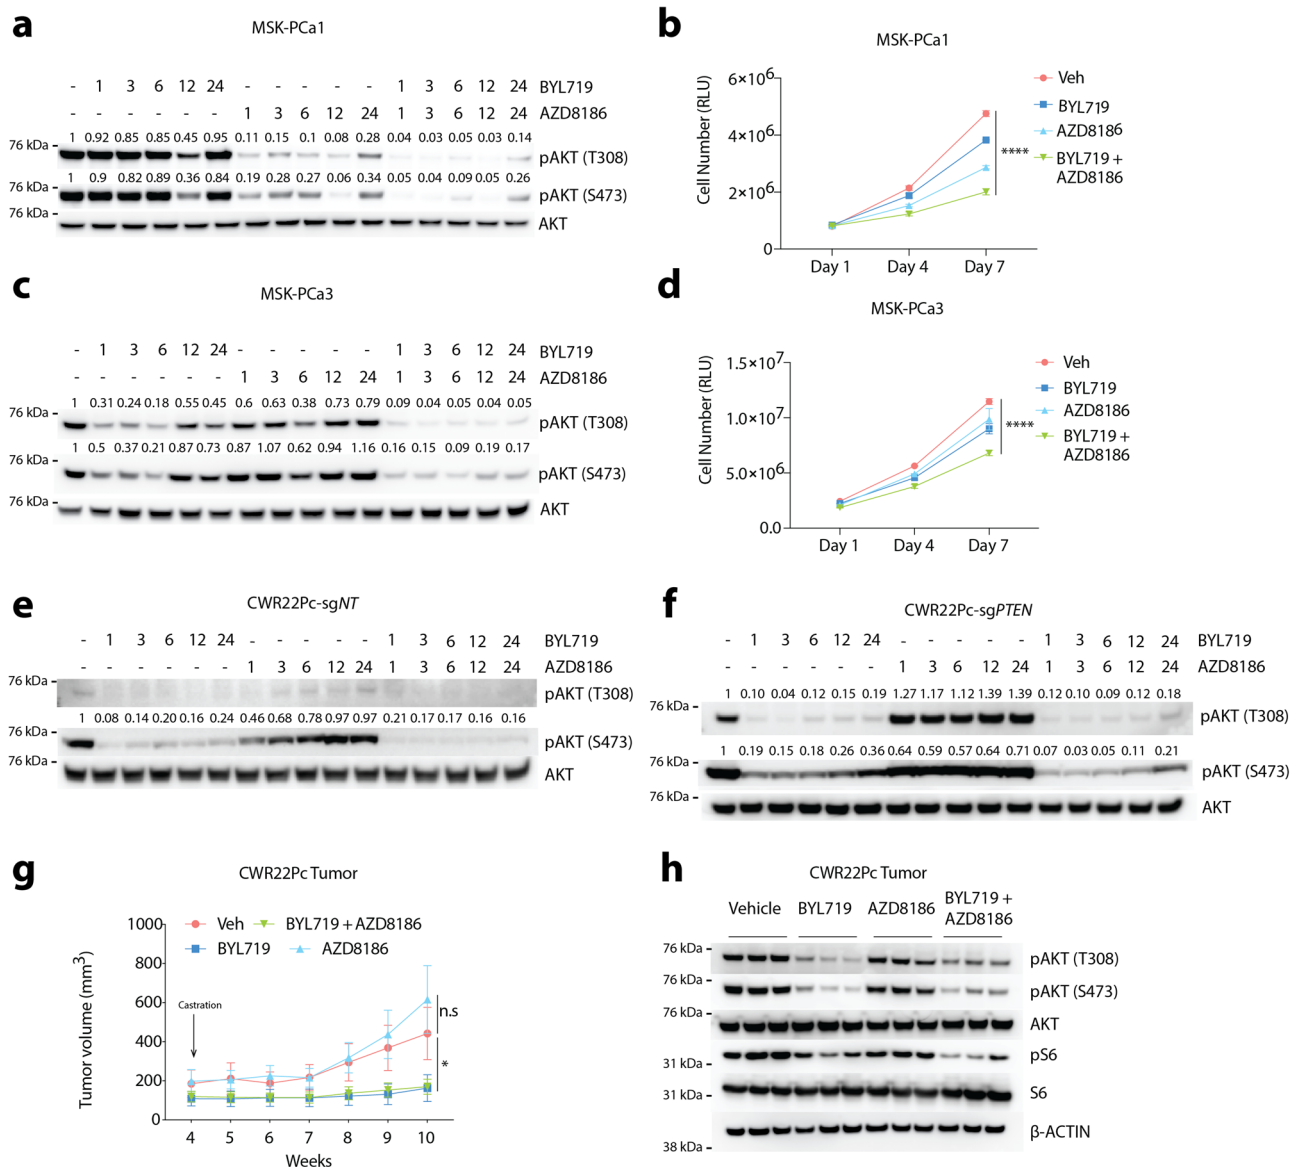 a
MSK-PCa1
- 1 3 6 12 24 - - - - - 1 3 6 12 24 BYL719
- - - - - - 1 3 6 12 24 1 3 6 12 24 AZD8186
1 0.92 0.85 0.85 0.45 0.95 0.11 0.15 0.1 0.08 0.28 0.04 0.03 0.05 0.03 0.14
76 kDa
pAKT (T308)
1 0.9 0.82 0.89 0.36 0.84 0.19 0.28 0.27 0.06 0.34 0.05 0.04 0.09 0.05 0.26
76 kDa
pAKT (S473)
76 kDa
AKT
b
MSK-PCa1
Cell Number (RLU)
6×10⁶
4×10⁶
2×10⁶
0
Day 1 Day 4 Day 7
****
Veh
BYL719
AZD8186
BYL719 +
AZD8186
c
MSK-PCa3
- 1 3 6 12 24 - - - - - 1 3 6 12 24 BYL719
- - - - - - 1 3 6 12 24 1 3 6 12 24 AZD8186
1 0.31 0.24 0.18 0.55 0.45 0.6 0.63 0.38 0.73 0.79 0.09 0.04 0.05 0.04 0.05
76 kDa
pAKT (T308)
1 0.5 0.37 0.21 0.87 0.73 0.87 1.07 0.62 0.94 1.16 0.16 0.15 0.09 0.19 0.17
76 kDa
pAKT (S473)
76 kDa
AKT
d
MSK-PCa3
Cell Number (RLU)
1.5×10⁷
1.0×10⁷
5.0×10⁶
0.0
Day 1 Day 4 Day 7
****
Veh
BYL719
AZD8186
BYL719 +
AZD8186
e
CWR22Pc-sgNT
- 1 3 6 12 24 - - - - - 1 3 6 12 24 BYL719
- - - - - - 1 3 6 12 24 1 3 6 12 24 AZD8186
76 kDa
pAKT (T308)
1 0.08 0.14 0.20 0.16 0.24 0.46 0.68 0.78 0.97 0.97 0.21 0.17 0.17 0.16 0.16
76 kDa
pAKT (S473)
76 kDa
AKT
f
CWR22Pc-sgPTEN
- 1 3 6 12 24 - - - - - 1 3 6 12 24 BYL719
- - - - - - 1 3 6 12 24 1 3 6 12 24 AZD8186
1 0.10 0.04 0.12 0.15 0.19 1.27 1.17 1.12 1.39 1.39 0.12 0.10 0.09 0.12 0.18
76 kDa
pAKT (T308)
1 0.19 0.15 0.18 0.26 0.36 0.64 0.59 0.57 0.64 0.71 0.07 0.03 0.05 0.11 0.21
76 kDa
pAKT (S473)
76 kDa
AKT
g
CWR22Pc Tumor
Tumor volume (mm³)
1000
800
600
400
200
0
Veh BYL719 + AZD8186
BYL719 AZD8186
Castration
n.s
*
4 5 6 7 8 9 10
Weeks
h
CWR22Pc Tumor
Vehicle BYL719 AZD8186 BYL719 +
AZD8186
76 kDa
pAKT (T308)
76 kDa
pAKT (S473)
76 kDa
AKT
pS6
31 kDa
S6
31 kDa
β-ACTIN
38 kDa